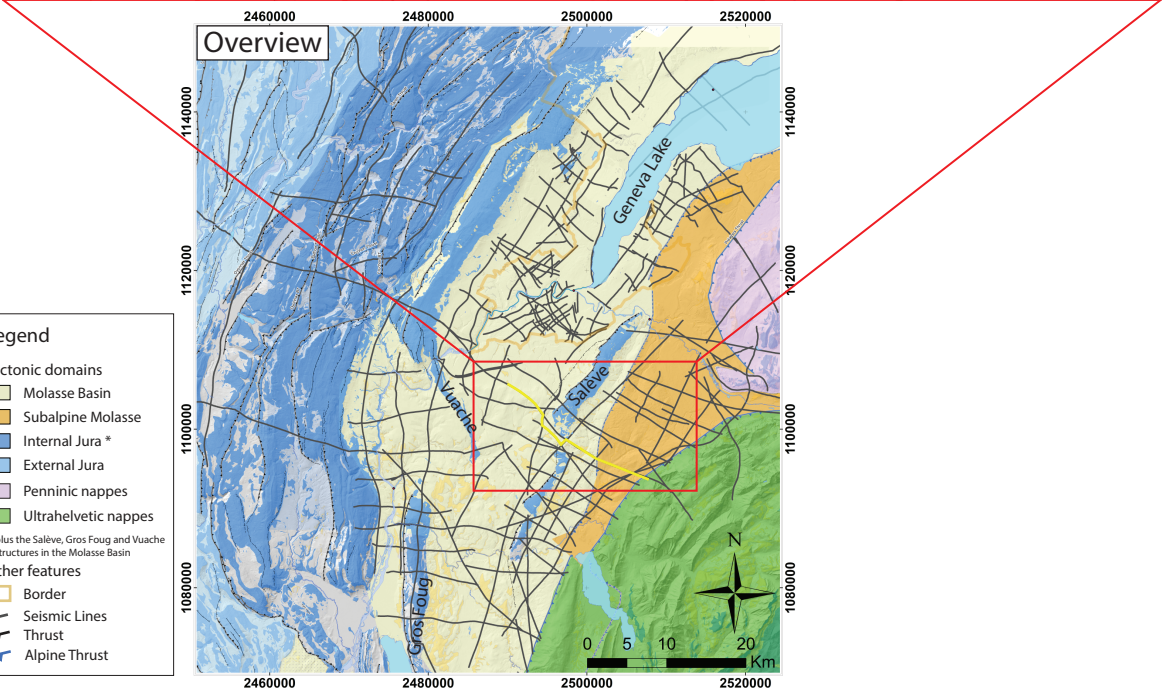 2460000 2480000 2500000 2520000
Overview
1140000 1140000
Geneva Lake
1120000 1120000
egend
ctonic domains
Molasse Basin
Subalpine Molasse
Internal Jura *
External Jura
Penninic nappes
Ultrahelvetic nappes
lus the Salève, Gros Foug and Vuache
tructures in the Molasse Basin
her features
Border
Seismic Lines
Thrust
Alpine Thrust
Salève
Vuache
1100000 1100000
Gros Foug
N
1080000 1080000
0 5 10 20
Km
2460000 2480000 2500000 2520000